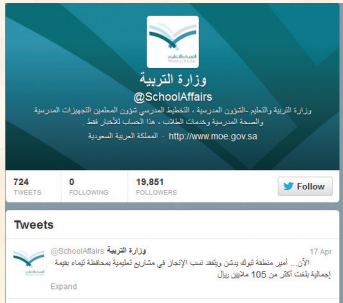 وزارة التربية
@SchoolAffairs
وزارة التربية والتعليم -الشؤون المدرسية ، التخطيط المدرسي شؤون المعلمين التجهيزات المدرسية
والصحة المدرسية وخدمات الطلاب ، هذا الحساب للأخبار فقط .
المملكة العربية السعودية · http://www.moe.gov.sa
724 0 19,851
TWEETS FOLLOWING FOLLOWERS
Follow
Tweets
@SchoolAffairs وزارة التربية 17 Apr
الأن... أمير منطقة تبوك يدشن ويتفقد نسب الإنجاز في مشاريع تعليمية بمحافظة تيماء بقيمة
إجمالية بلغت أكثر من 105 ملايين ريال
Expand